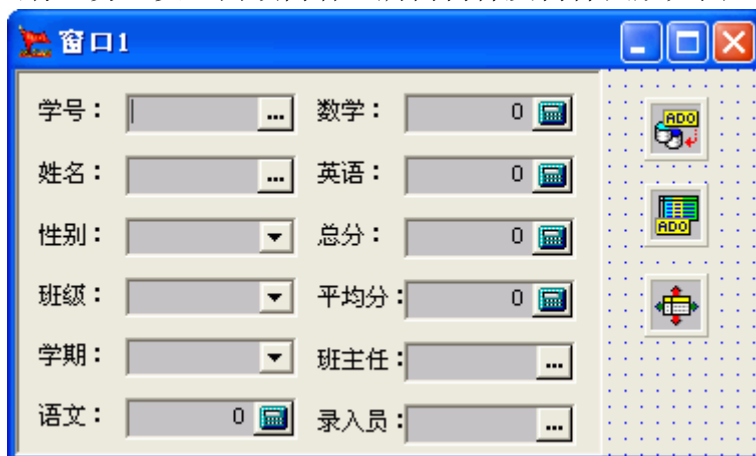 窗口1
学号： 数学： 0
姓名： 英语： 0
性别： 总分： 0
班级： 平均分： 0
学期： 班主任：
语文： 0 录入员：
ADO
ADO